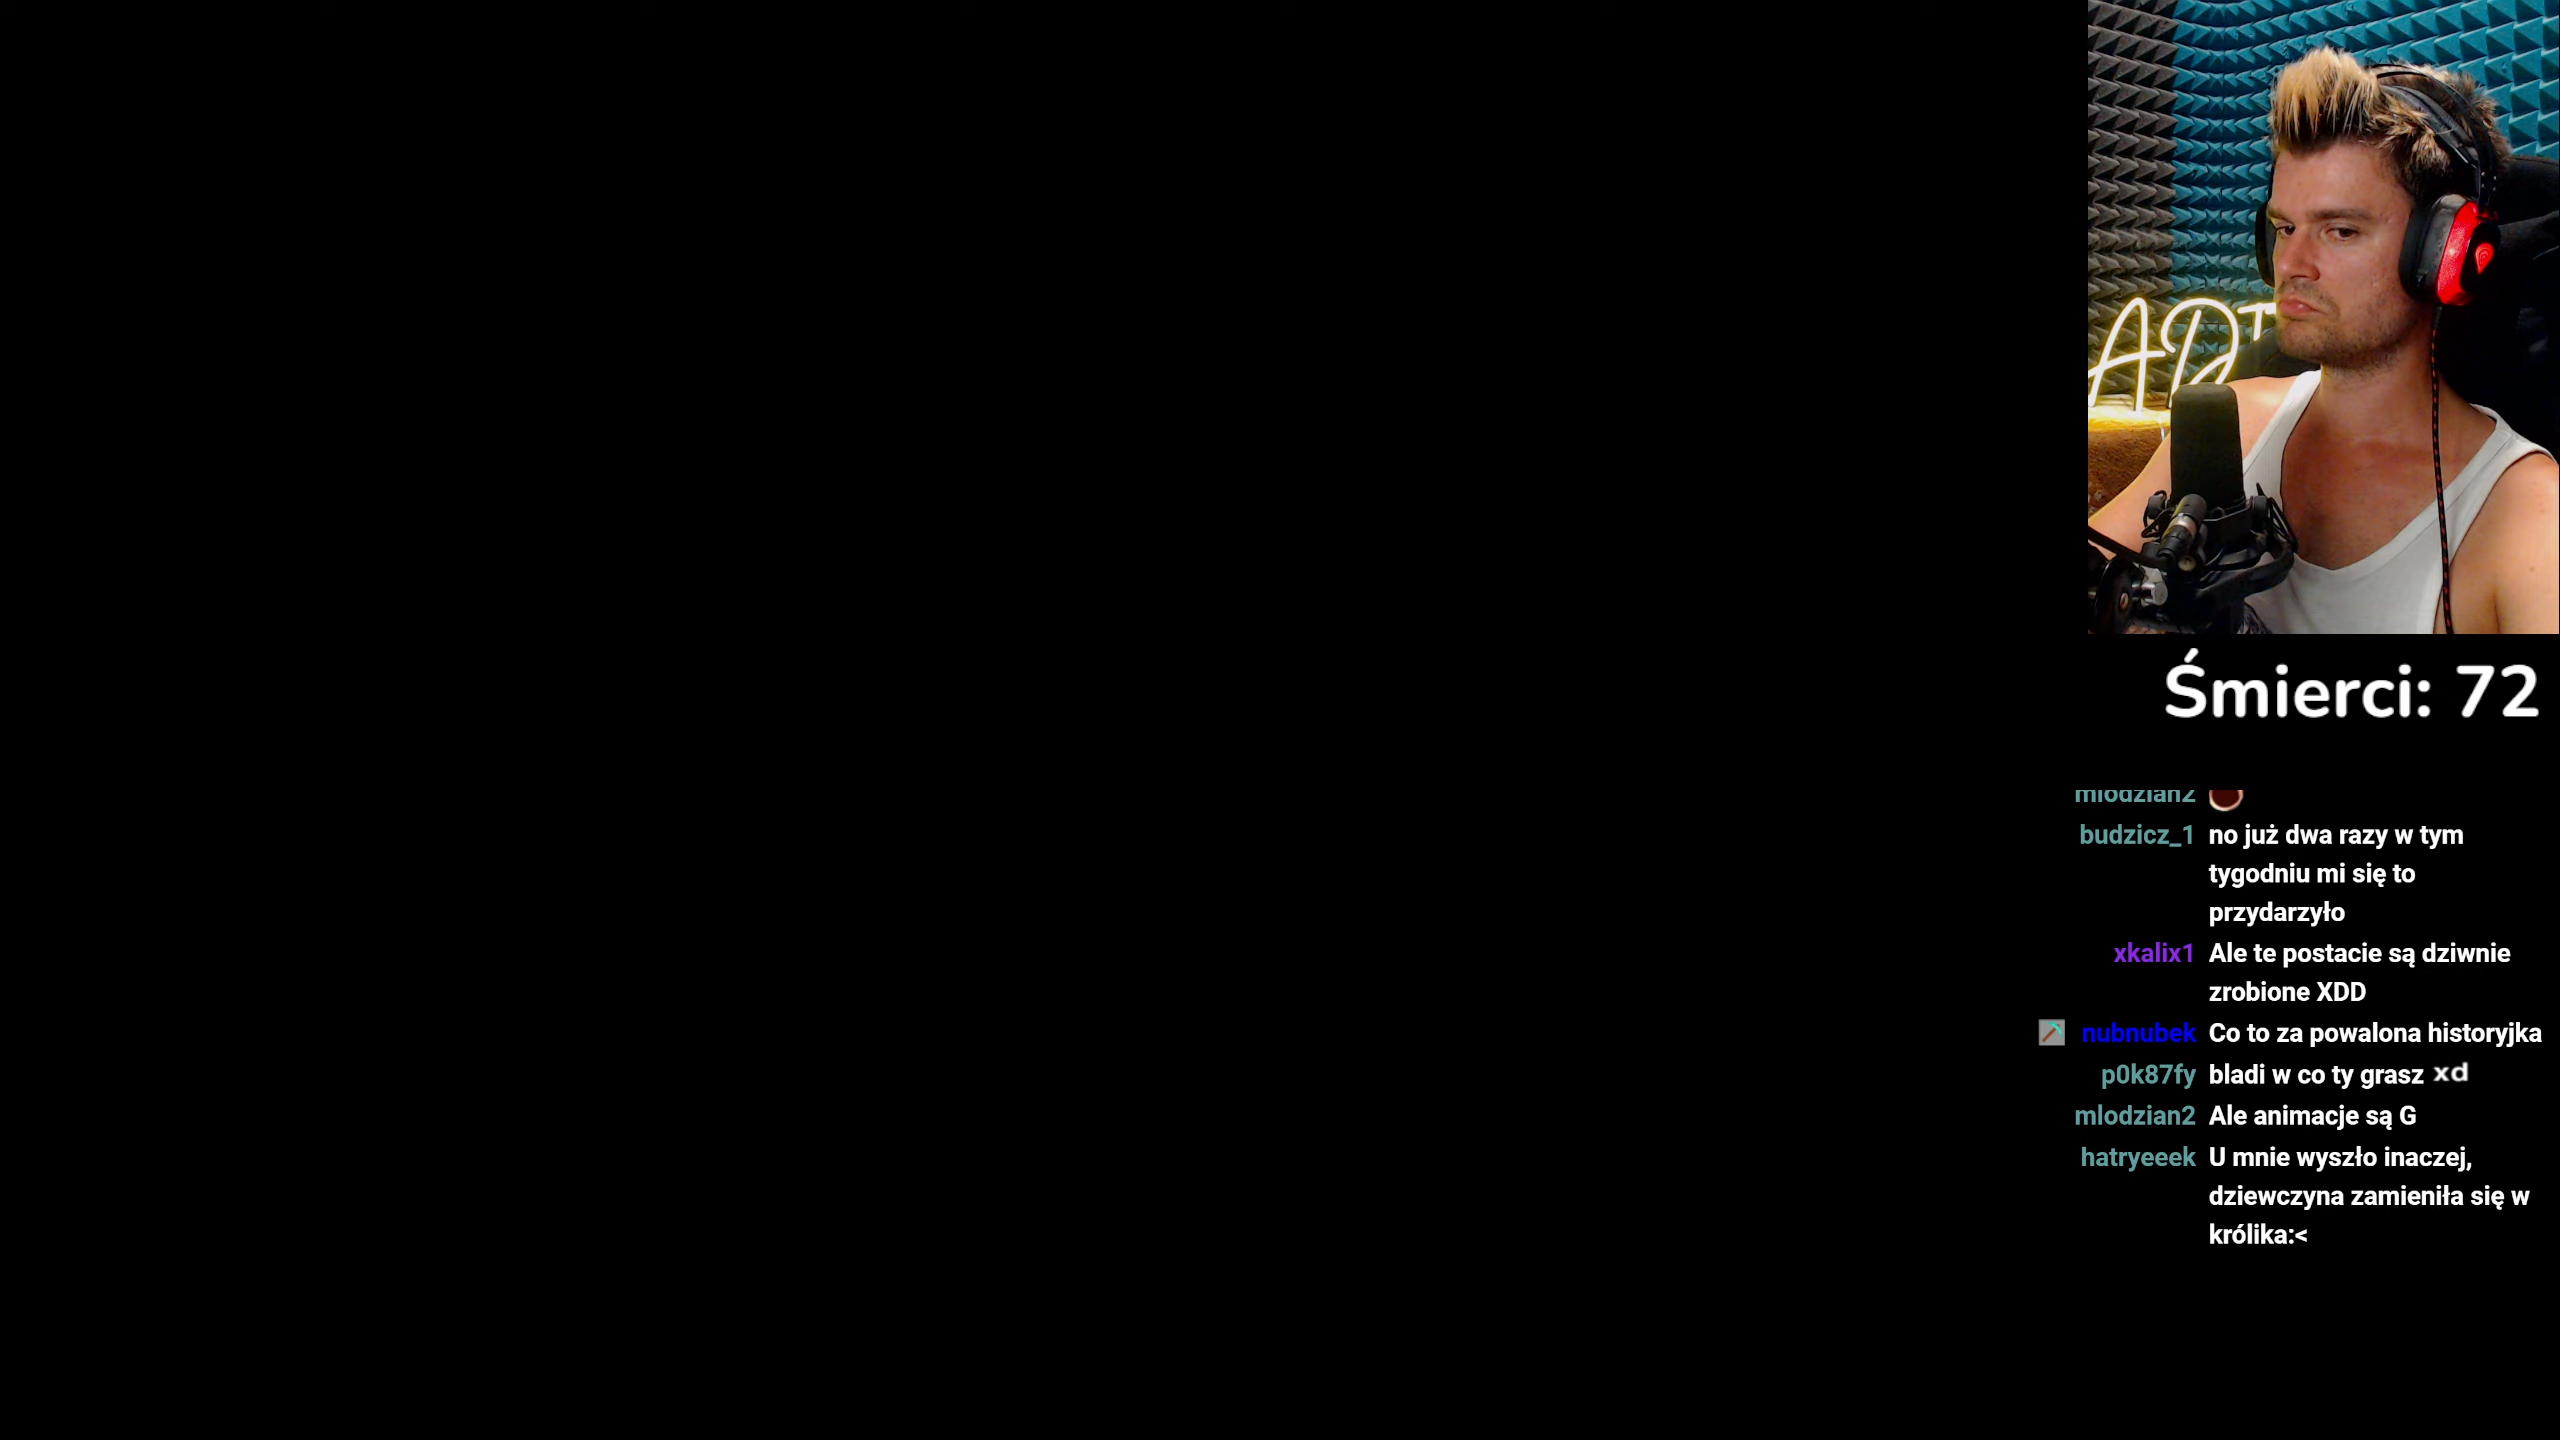 ADT
Śmierci: 72
mlodzian2
budzicz_1 no już dwa razy w tym
tygodniu mi się to
przydarzyło
xkalix1 Ale te postacie są dziwnie
zrobione XDD
nubnubek Co to za powalona historyjka
p0k87fy bladi w co ty grasz xd
mlodzian2 Ale animacje są G
hatryeeek U mnie wyszło inaczej,
dziewczyna zamieniła się w
królika:<